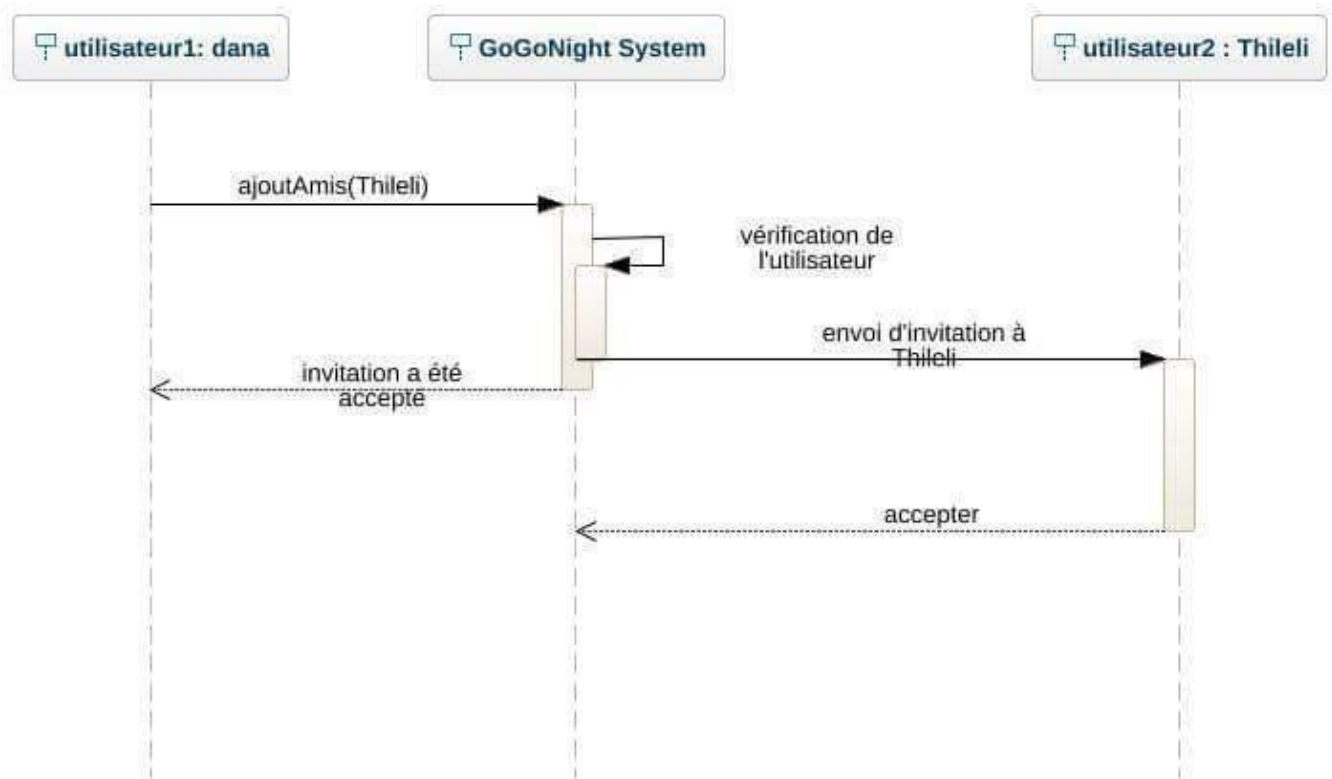 utilisateur1: dana
GoGoNight System
utilisateur2 : Thileli
ajoutAmis(Thileli)
vérification de
l'utilisateur
envoi d'invitation à
Thileli
invitation a été
accepté
accepter